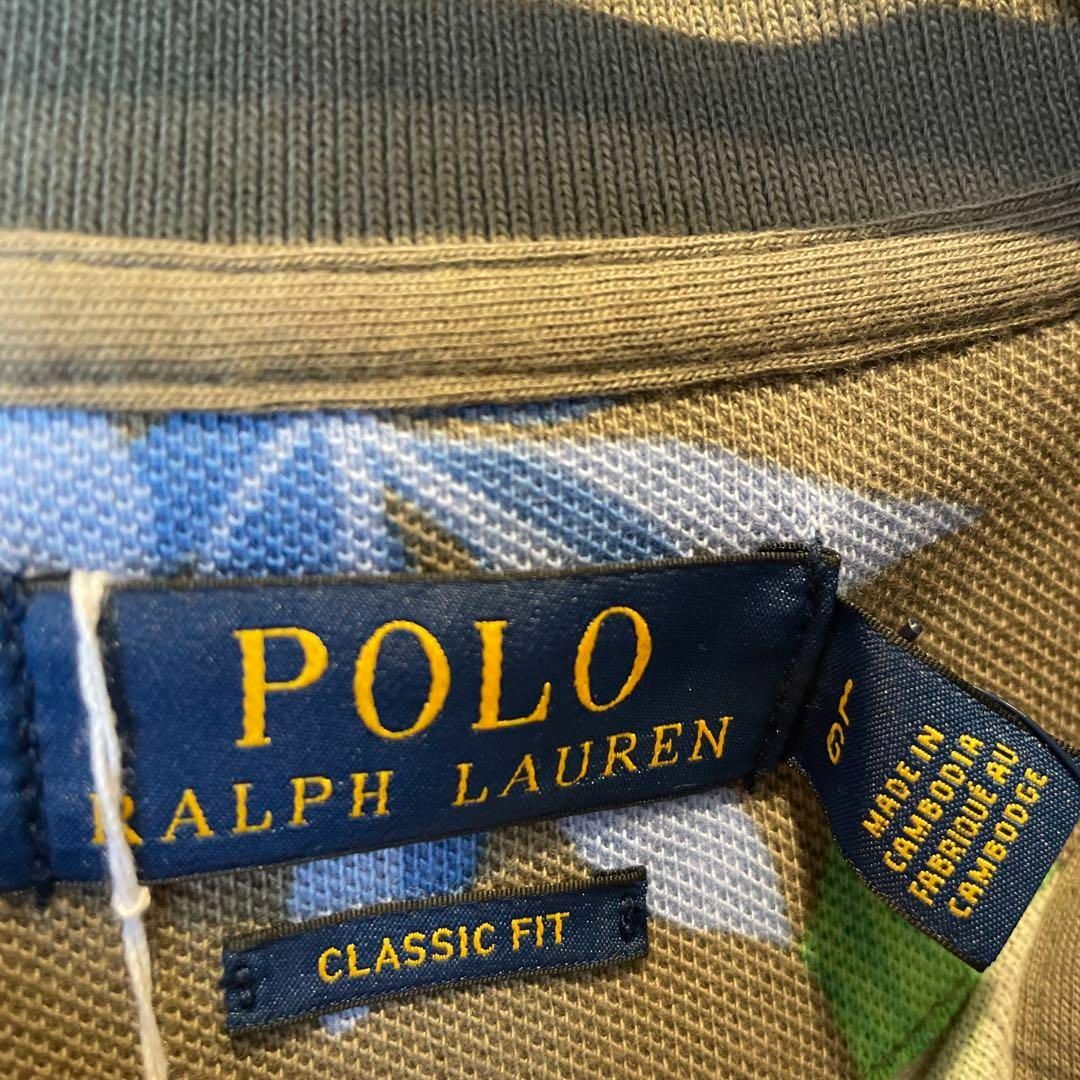 POLO
RALPH LAUREN
CLASSIC FIT
MADE IN
CAMBODIA
FABRIQUÉ AU
CAMBODGE